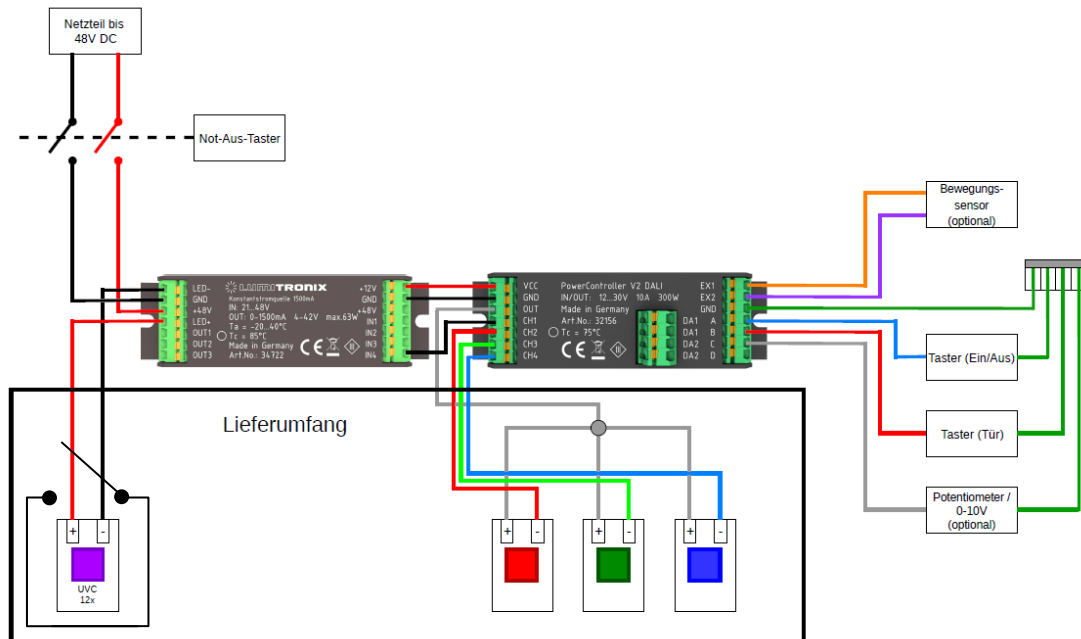 Netzteil bis
48V DC
Not-Aus-Taster
Bewegungs-
sensor
(optional)
LED-
GND
+48V
LED+
OUT1
OUT2
OUT3
LUMITRONIX
Konstantstromquelle 1500mA
IN: 21..48V
OUT: 0-1500mA 4-42V max.63W
Ta = -20..40°C
Tc = 85°C
Made in Germany
Art.No.: 34722
CE
+12V
GND
+48V
IN1
IN2
IN3
IN4
VCC
GND
OUT
CH1
CH2
CH3
CH4
PowerController V2 DALI
IN/OUT: 12..30V 10A 300W
Made in Germany
Art.No.: 32156
Tc = 75°C
CE
DA1
DA1
DA2
DA2
EX1
EX2
GND
A
B
C
D
Taster (Ein/Aus)
Taster (Tür)
Potentiometer /
0-10V
(optional)
Lieferumfang
+ -
UVC
12x
+ -
+ -
+ -